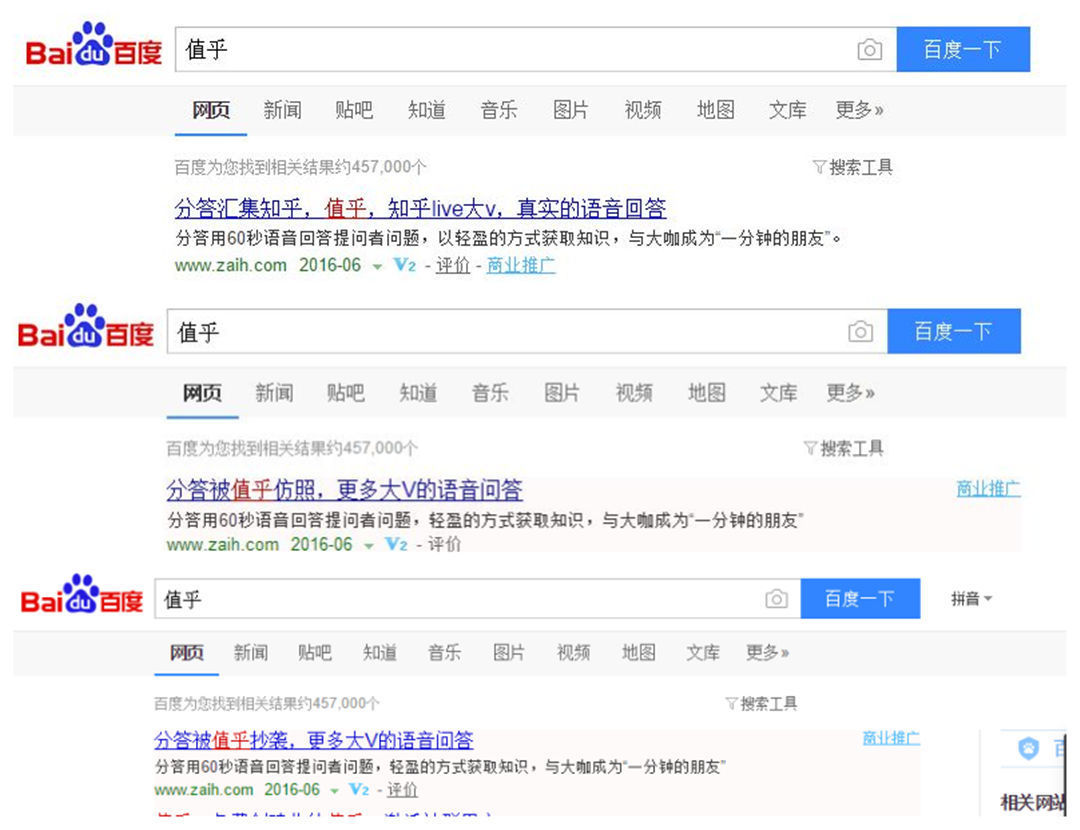 Baidu百度 值乎 百度一下
网页 新闻 贴吧 知道 音乐 图片 视频 地图 文库 更多»
百度为您找到相关结果约457,000个 搜索工具
分答汇集知乎，值乎，知乎live大v，真实的语音回答
分答用60秒语音回答提问者问题，以轻盈的方式获取知识，与大咖成为“一分钟的朋友”。
www.zaih.com 2016-06 V2 - 评价 - 商业推广
Baidu百度 值乎 百度一下
网页 新闻 贴吧 知道 音乐 图片 视频 地图 文库 更多»
百度为您找到相关结果约457,000个 搜索工具
分答被值乎仿照，更多大V的语音问答 商业推广
分答用60秒语音回答提问者问题，轻盈的方式获取知识，与大咖成为“一分钟的朋友”
www.zaih.com 2016-06 V2 - 评价
Baidu百度 值乎 百度一下 拼音
网页 新闻 贴吧 知道 音乐 图片 视频 地图 文库 更多»
百度为您找到相关结果约457,000个 搜索工具
分答被值乎抄袭，更多大V的语音问答 商业推广
分答用60秒语音回答提问者问题，轻盈的方式获取知识，与大咖成为“一分钟的朋友”
www.zaih.com 2016-06 V2 - 评价
相关网站